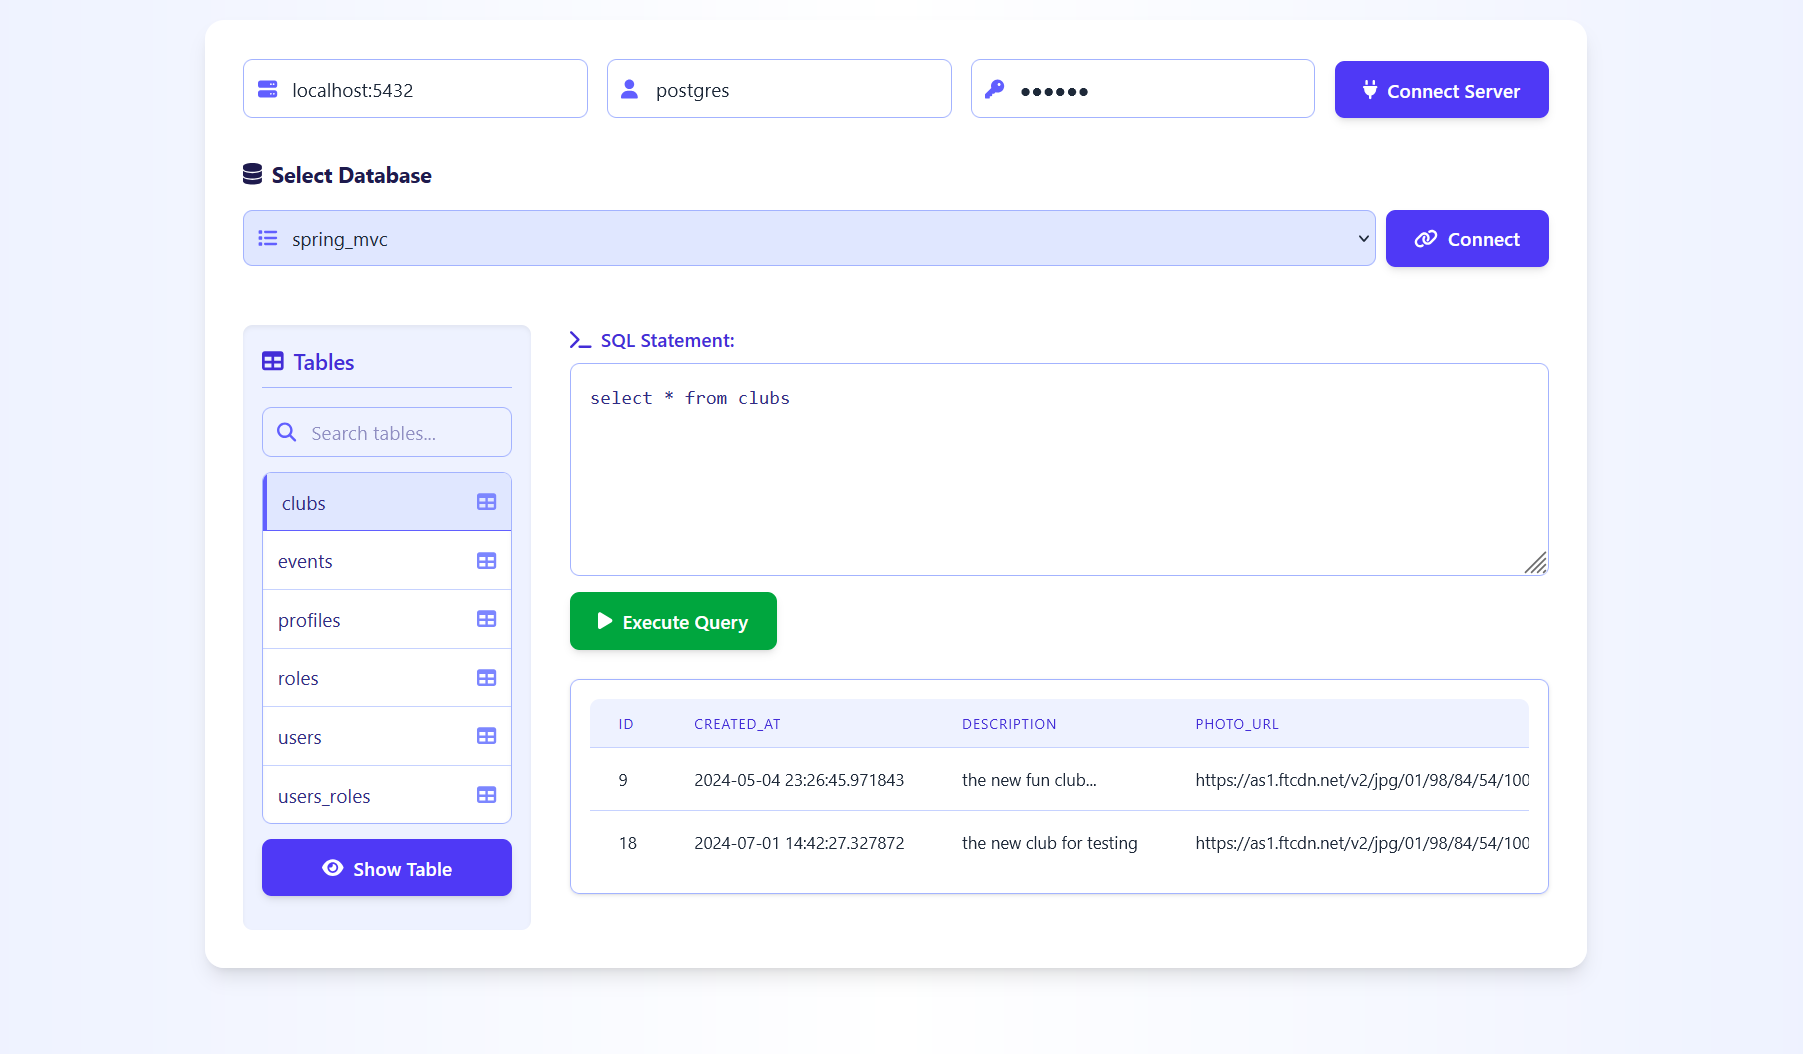 localhost:5432
postgres
••••••
Connect Server
Select Database
spring_mvc
Connect
Tables
Search tables...
clubs
events
profiles
roles
users
users_roles
Show Table
SQL Statement:
select * from clubs
Execute Query
ID CREATED_AT DESCRIPTION PHOTO_URL
9 2024-05-04 23:26:45.971843 the new fun club... https://as1.ftcdn.net/v2/jpg/01/98/84/54/100
18 2024-07-01 14:42:27.327872 the new club for testing https://as1.ftcdn.net/v2/jpg/01/98/84/54/100